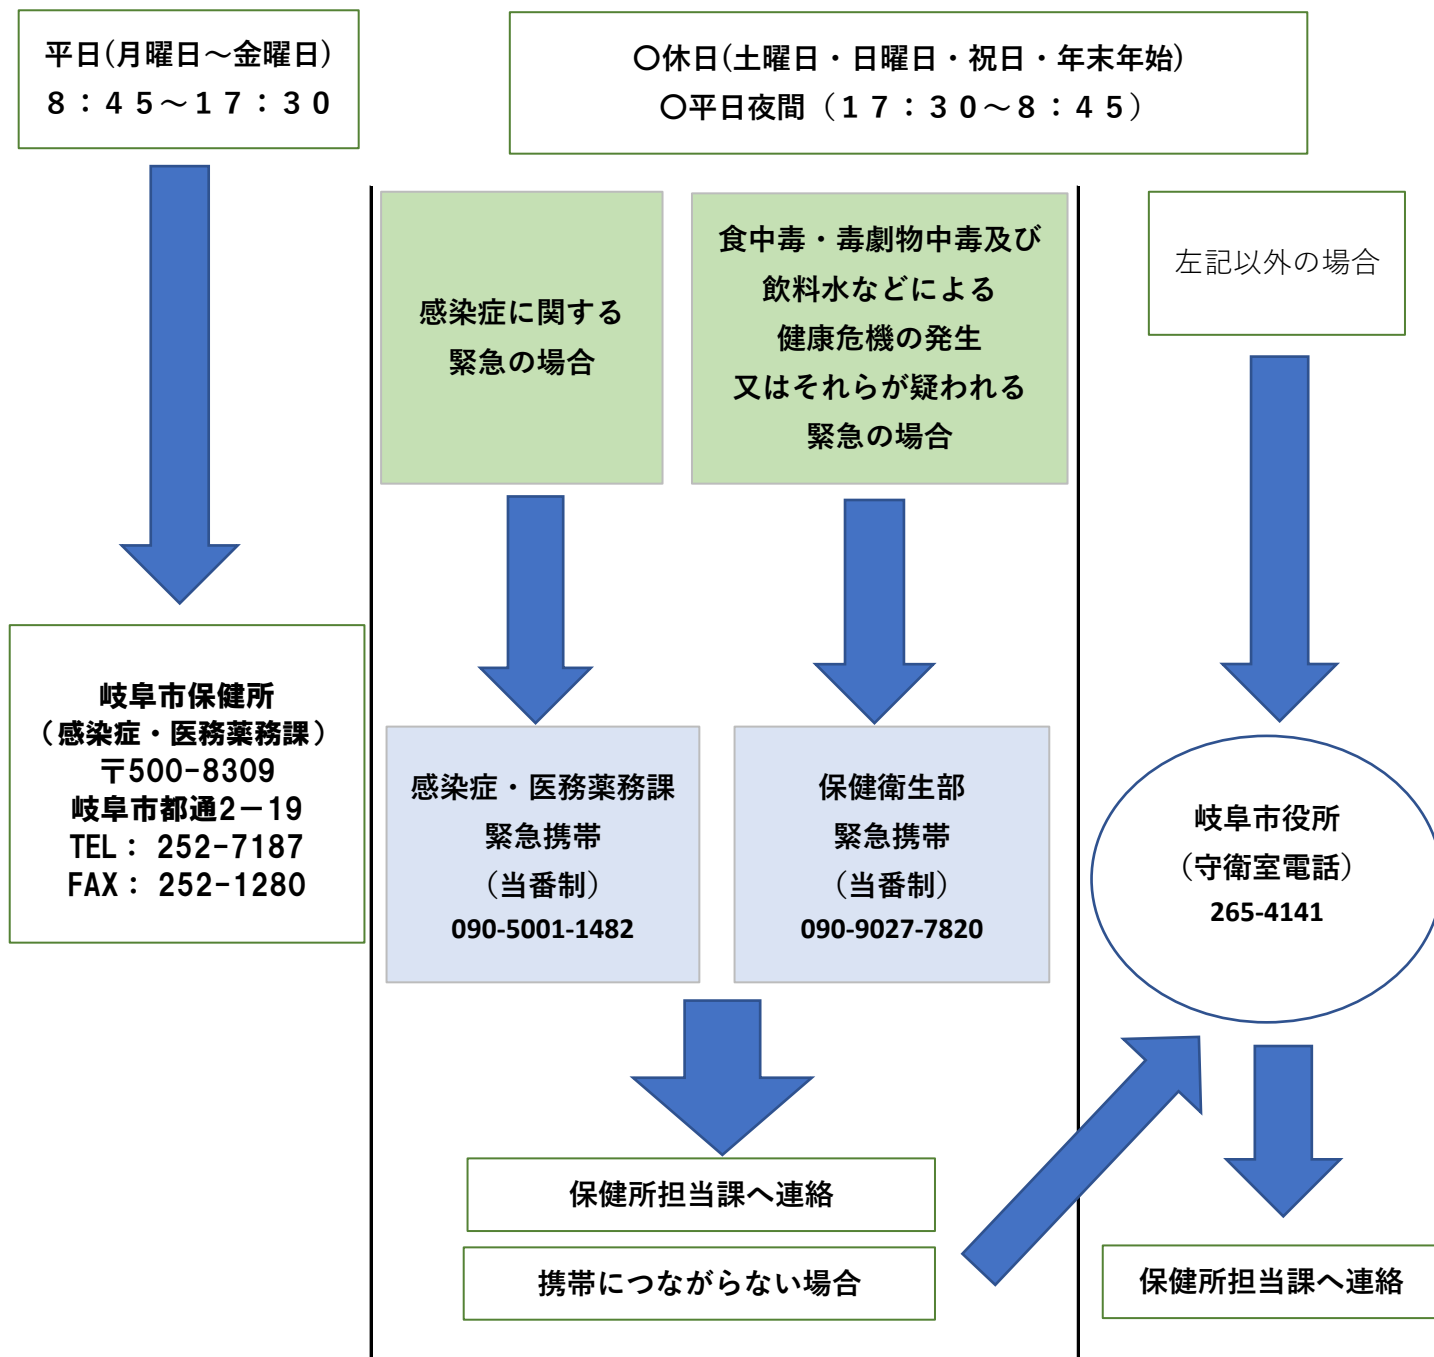 平日(月曜日～金曜日)
８：４５～１７：３０
〇休日(土曜日・日曜日・祝日・年末年始)
〇平日夜間（１７：３０～８：４５）
感染症に関する
緊急の場合
食中毒・毒劇物中毒及び
飲料水などによる
健康危機の発生
又はそれらが疑われる
緊急の場合
左記以外の場合
岐阜市保健所
（感染症・医務薬務課）
〒500-8309
岐阜市都通2－19
TEL： 252-7187
FAX： 252-1280
感染症・医務薬務課
緊急携帯
（当番制）
090-5001-1482
保健衛生部
緊急携帯
（当番制）
090-9027-7820
岐阜市役所
（守衛室電話）
265-4141
保健所担当課へ連絡
携帯につながらない場合
保健所担当課へ連絡